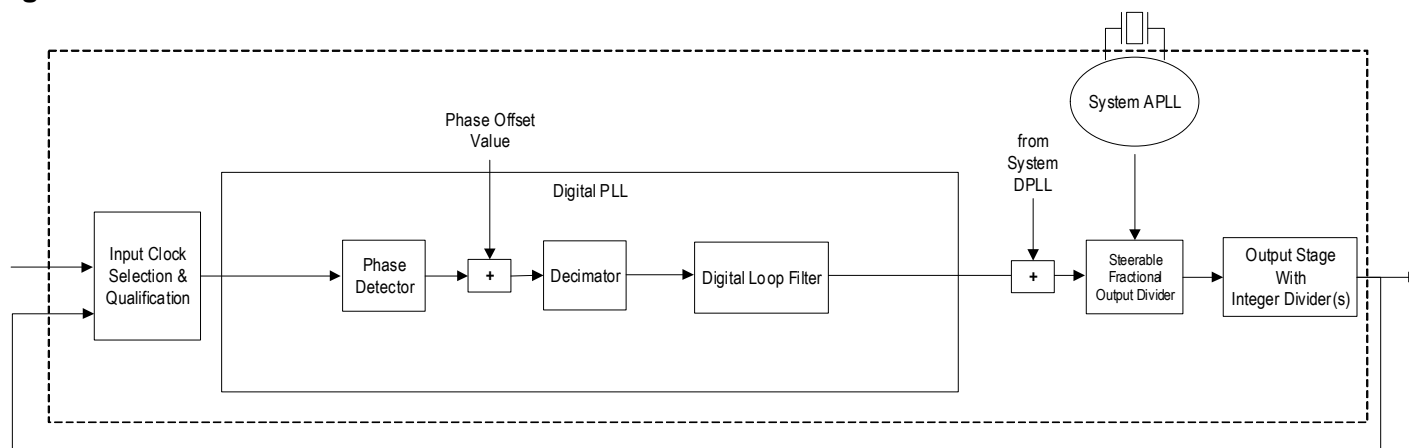 System APLL
Phase Offset
Value
from
System
DPLL
Digital PLL
Input Clock
Selection &
Qualification
Phase
Detector
+
Decimator
Digital Loop Filter
+
Steerable
Fractional
Output Divider
Output Stage
With
Integer Divider(s)